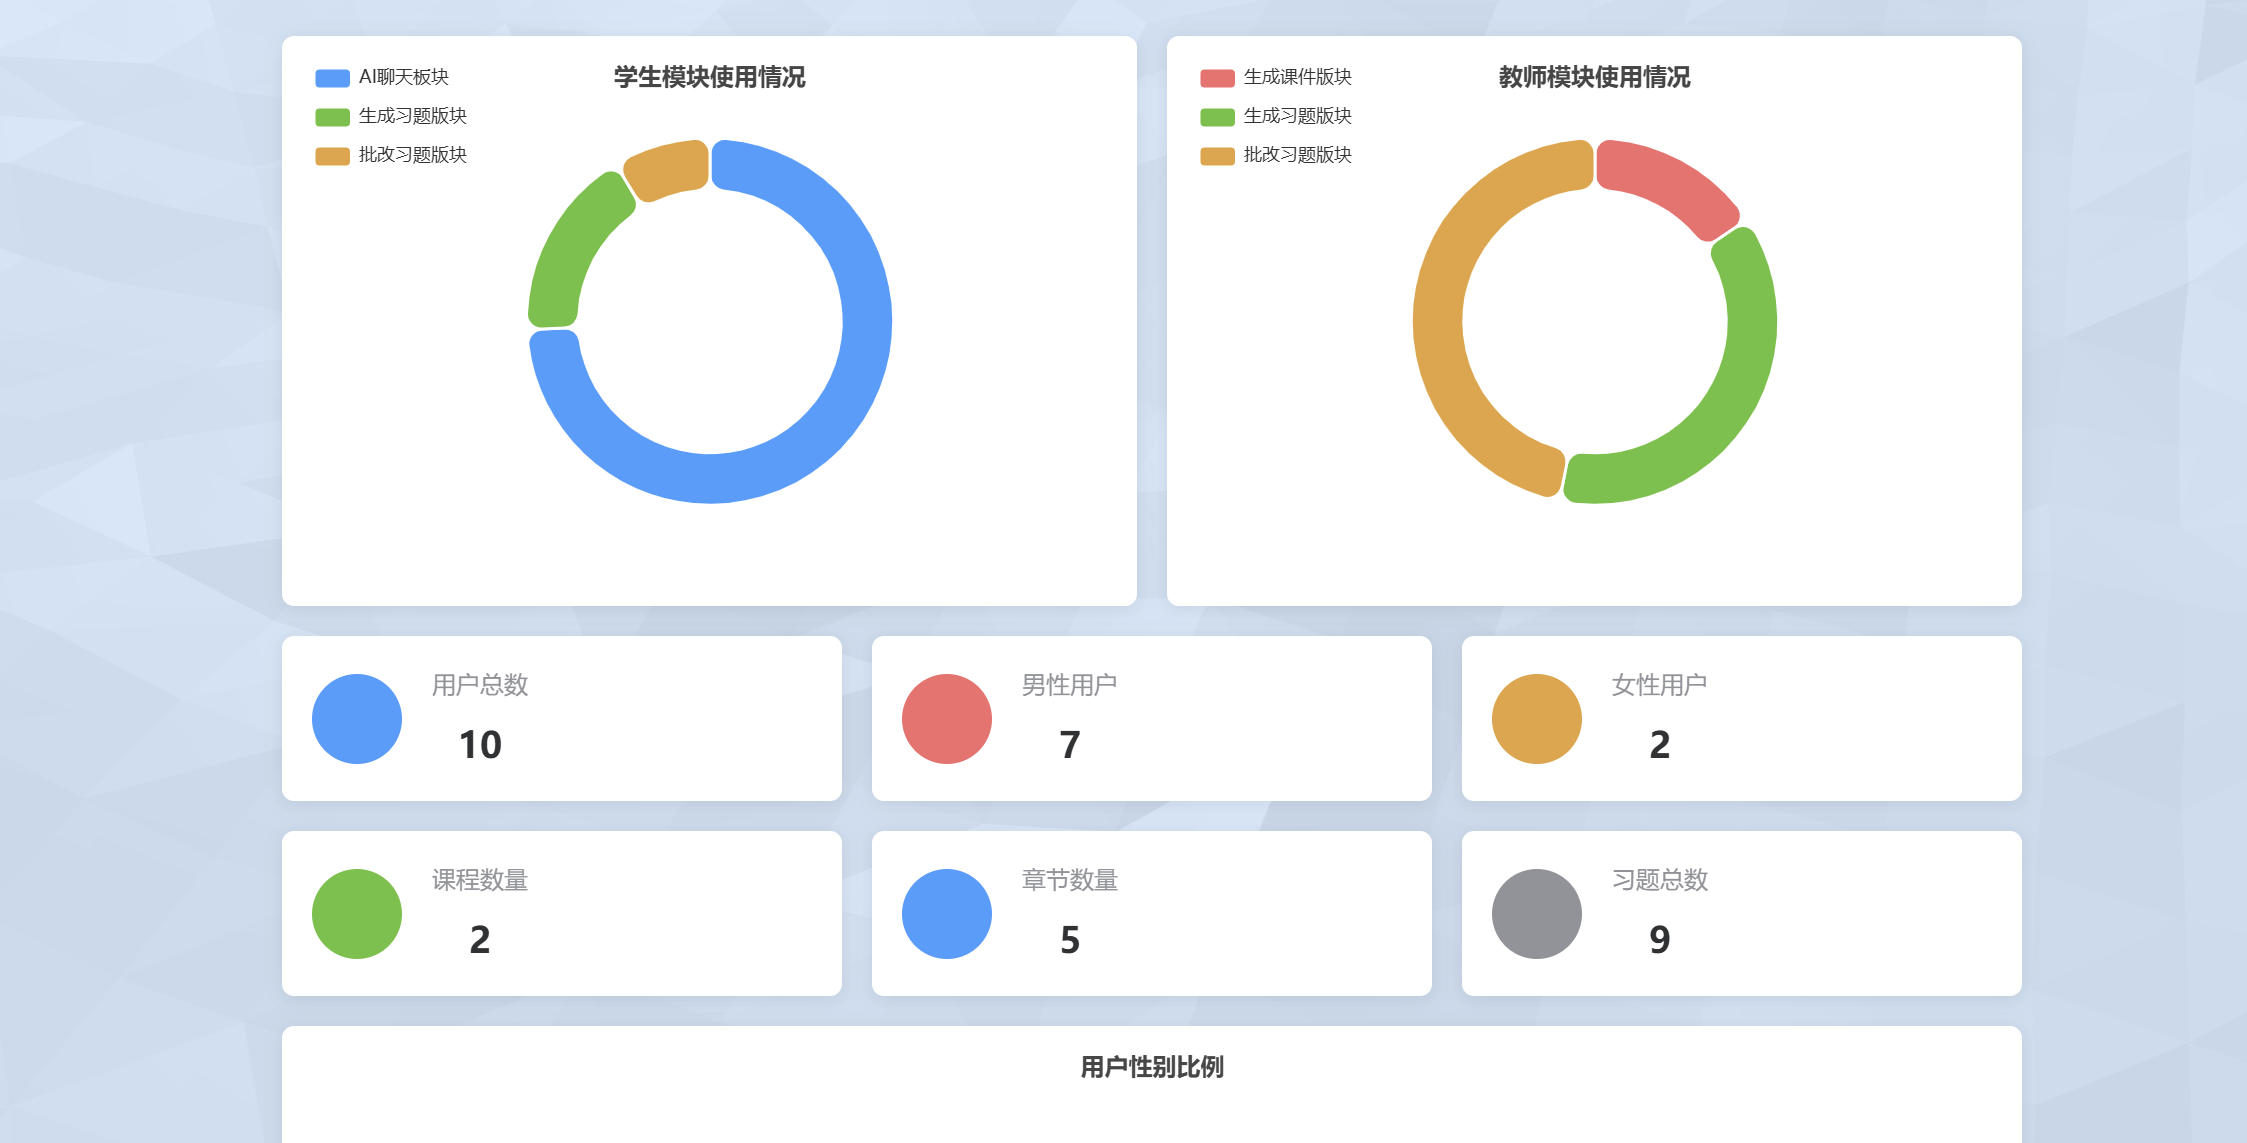 学生模块使用情况
AI聊天板块
生成习题版块
批改习题版块
教师模块使用情况
生成课件版块
生成习题版块
批改习题版块
用户总数
10
男性用户
7
女性用户
2
课程数量
2
章节数量
5
习题总数
9
用户性别比例